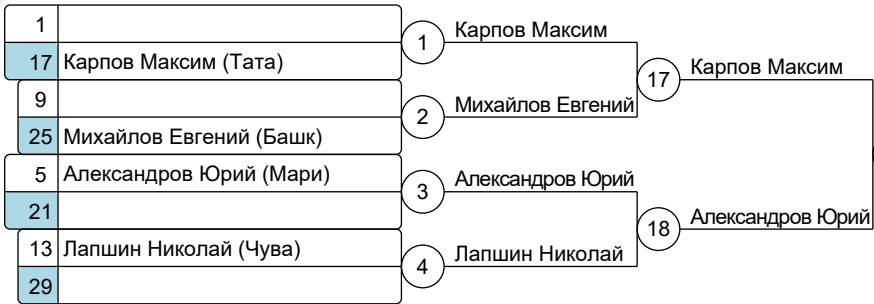 1
17 Карпов Максим (Тата)
9
25 Михайлов Евгений (Башк)
5 Александров Юрий (Мари)
21
13 Лапшин Николай (Чува)
29
1 Карпов Максим
2 Михайлов Евгений
3 Александров Юрий
4 Лапшин Николай
17 Карпов Максим
18 Александров Юрий